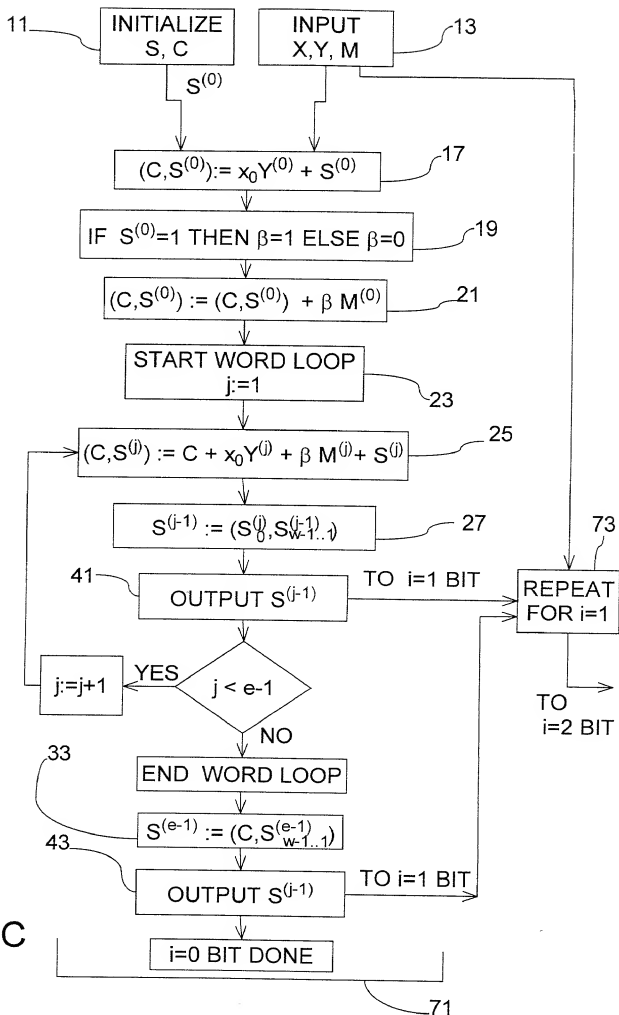 11
INITIALIZE
S, C
INPUT
X,Y, M
13
S(0)
(C,S(0)):= x0Y(0) + S(0)
17
IF S(0)=1 THEN β=1 ELSE β=0
19
(C,S(0)) := (C,S(0)) + β M(0)
21
START WORD LOOP
j:=1
23
(C,S(j)) := C + x0Y(j) + β M(j)+ S(j)
25
S(j-1) := (S0(j),Sw-1..1(j-1))
27
41
OUTPUT S(j-1)
TO i=1 BIT
73
REPEAT
FOR i=1
j:=j+1
YES
j < e-1
NO
TO
i=2 BIT
33
END WORD LOOP
S(e-1) := (C,Sw-1..1(e-1))
43
OUTPUT S(j-1)
TO i=1 BIT
C
i=0 BIT DONE
71